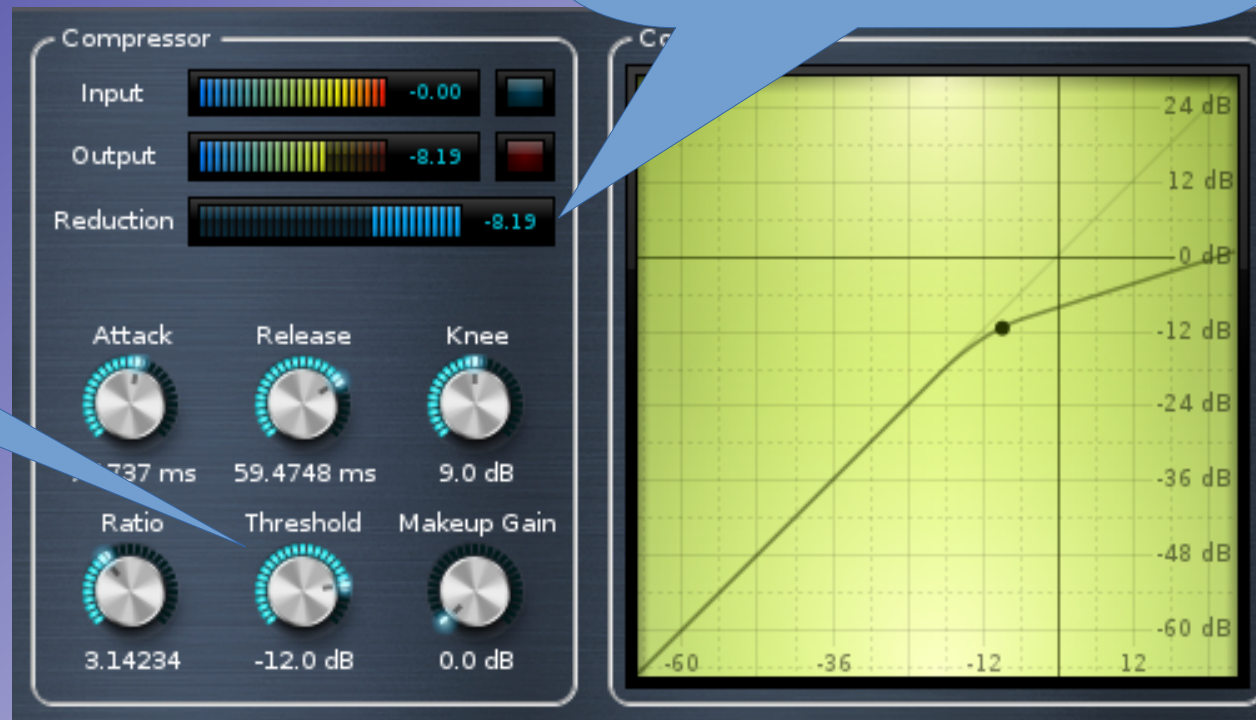 Compressor
Input -0.00
Output -8.19
Reduction -8.19
Attack Release Knee
737 ms 59.4748 ms 9.0 dB
Ratio Threshold Makeup Gain
3.14234 -12.0 dB 0.0 dB
24 dB
12 dB
0 dB
-12 dB
-24 dB
-36 dB
-48 dB
-60 dB
-60 -36 -12 12